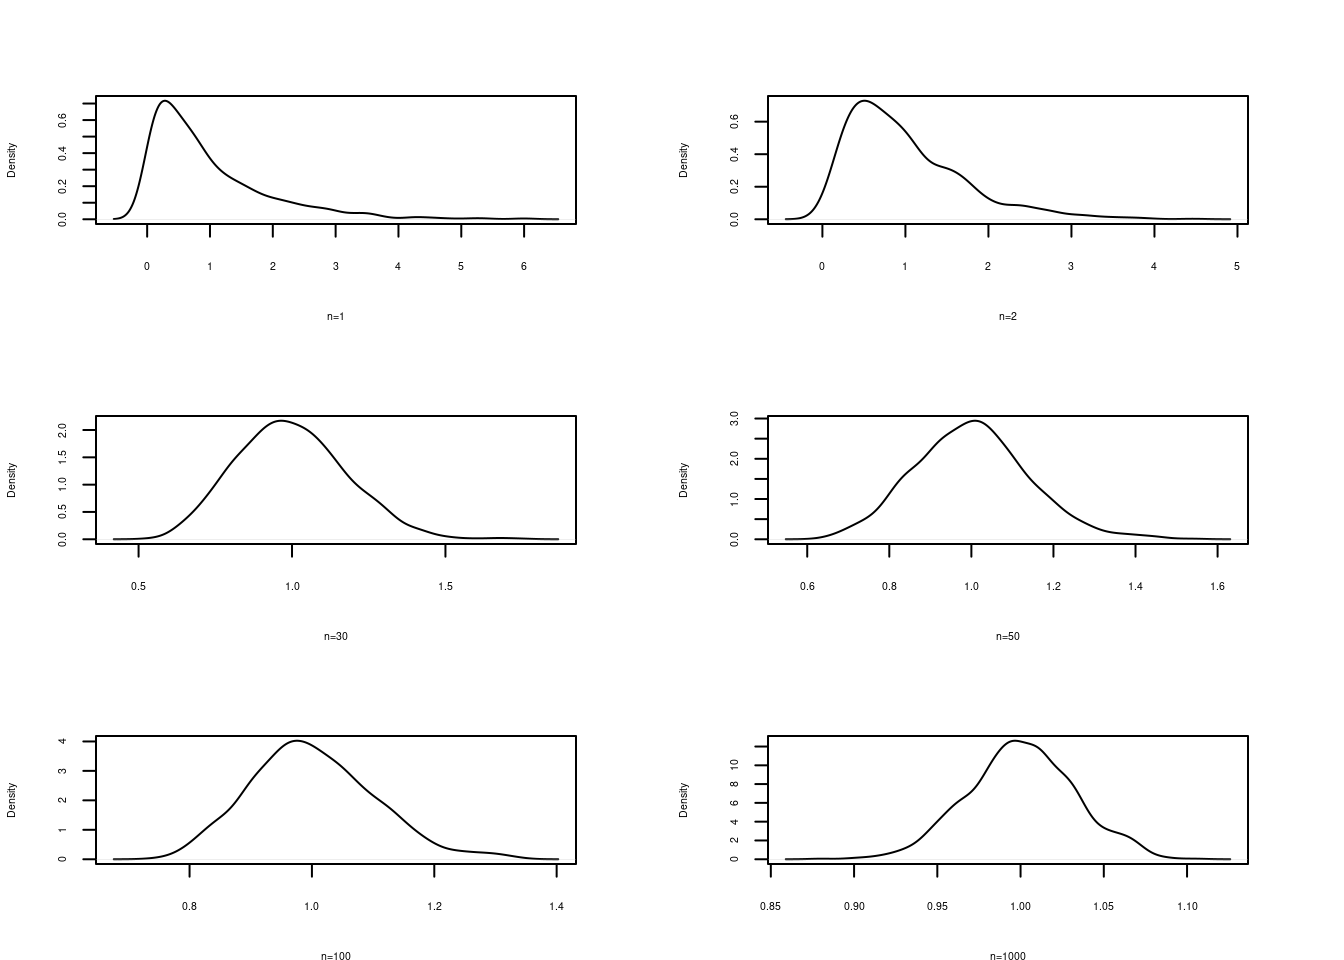 Density
0.0 0.2 0.4 0.6
0 1 2 3 4 5 6
n=1
Density
0.0 0.2 0.4 0.6
0 1 2 3 4 5
n=2
Density
0.0 0.5 1.0 1.5 2.0
0.5 1.0 1.5
n=30
Density
0.0 1.0 2.0 3.0
0.6 0.8 1.0 1.2 1.4 1.6
n=50
Density
0 1 2 3 4
0.8 1.0 1.2 1.4
n=100
Density
0 2 4 6 8 10
0.85 0.90 0.95 1.00 1.05 1.10
n=1000